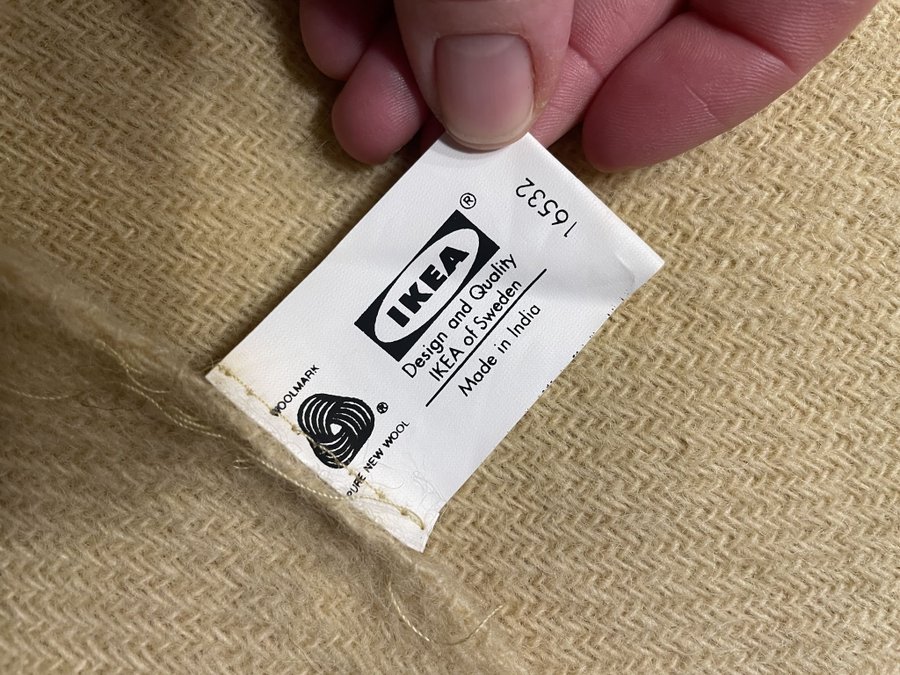 16532
IKEA®
Design and Quality
IKEA of Sweden
Made in India
WOOLMARK
®
PURE NEW WOOL